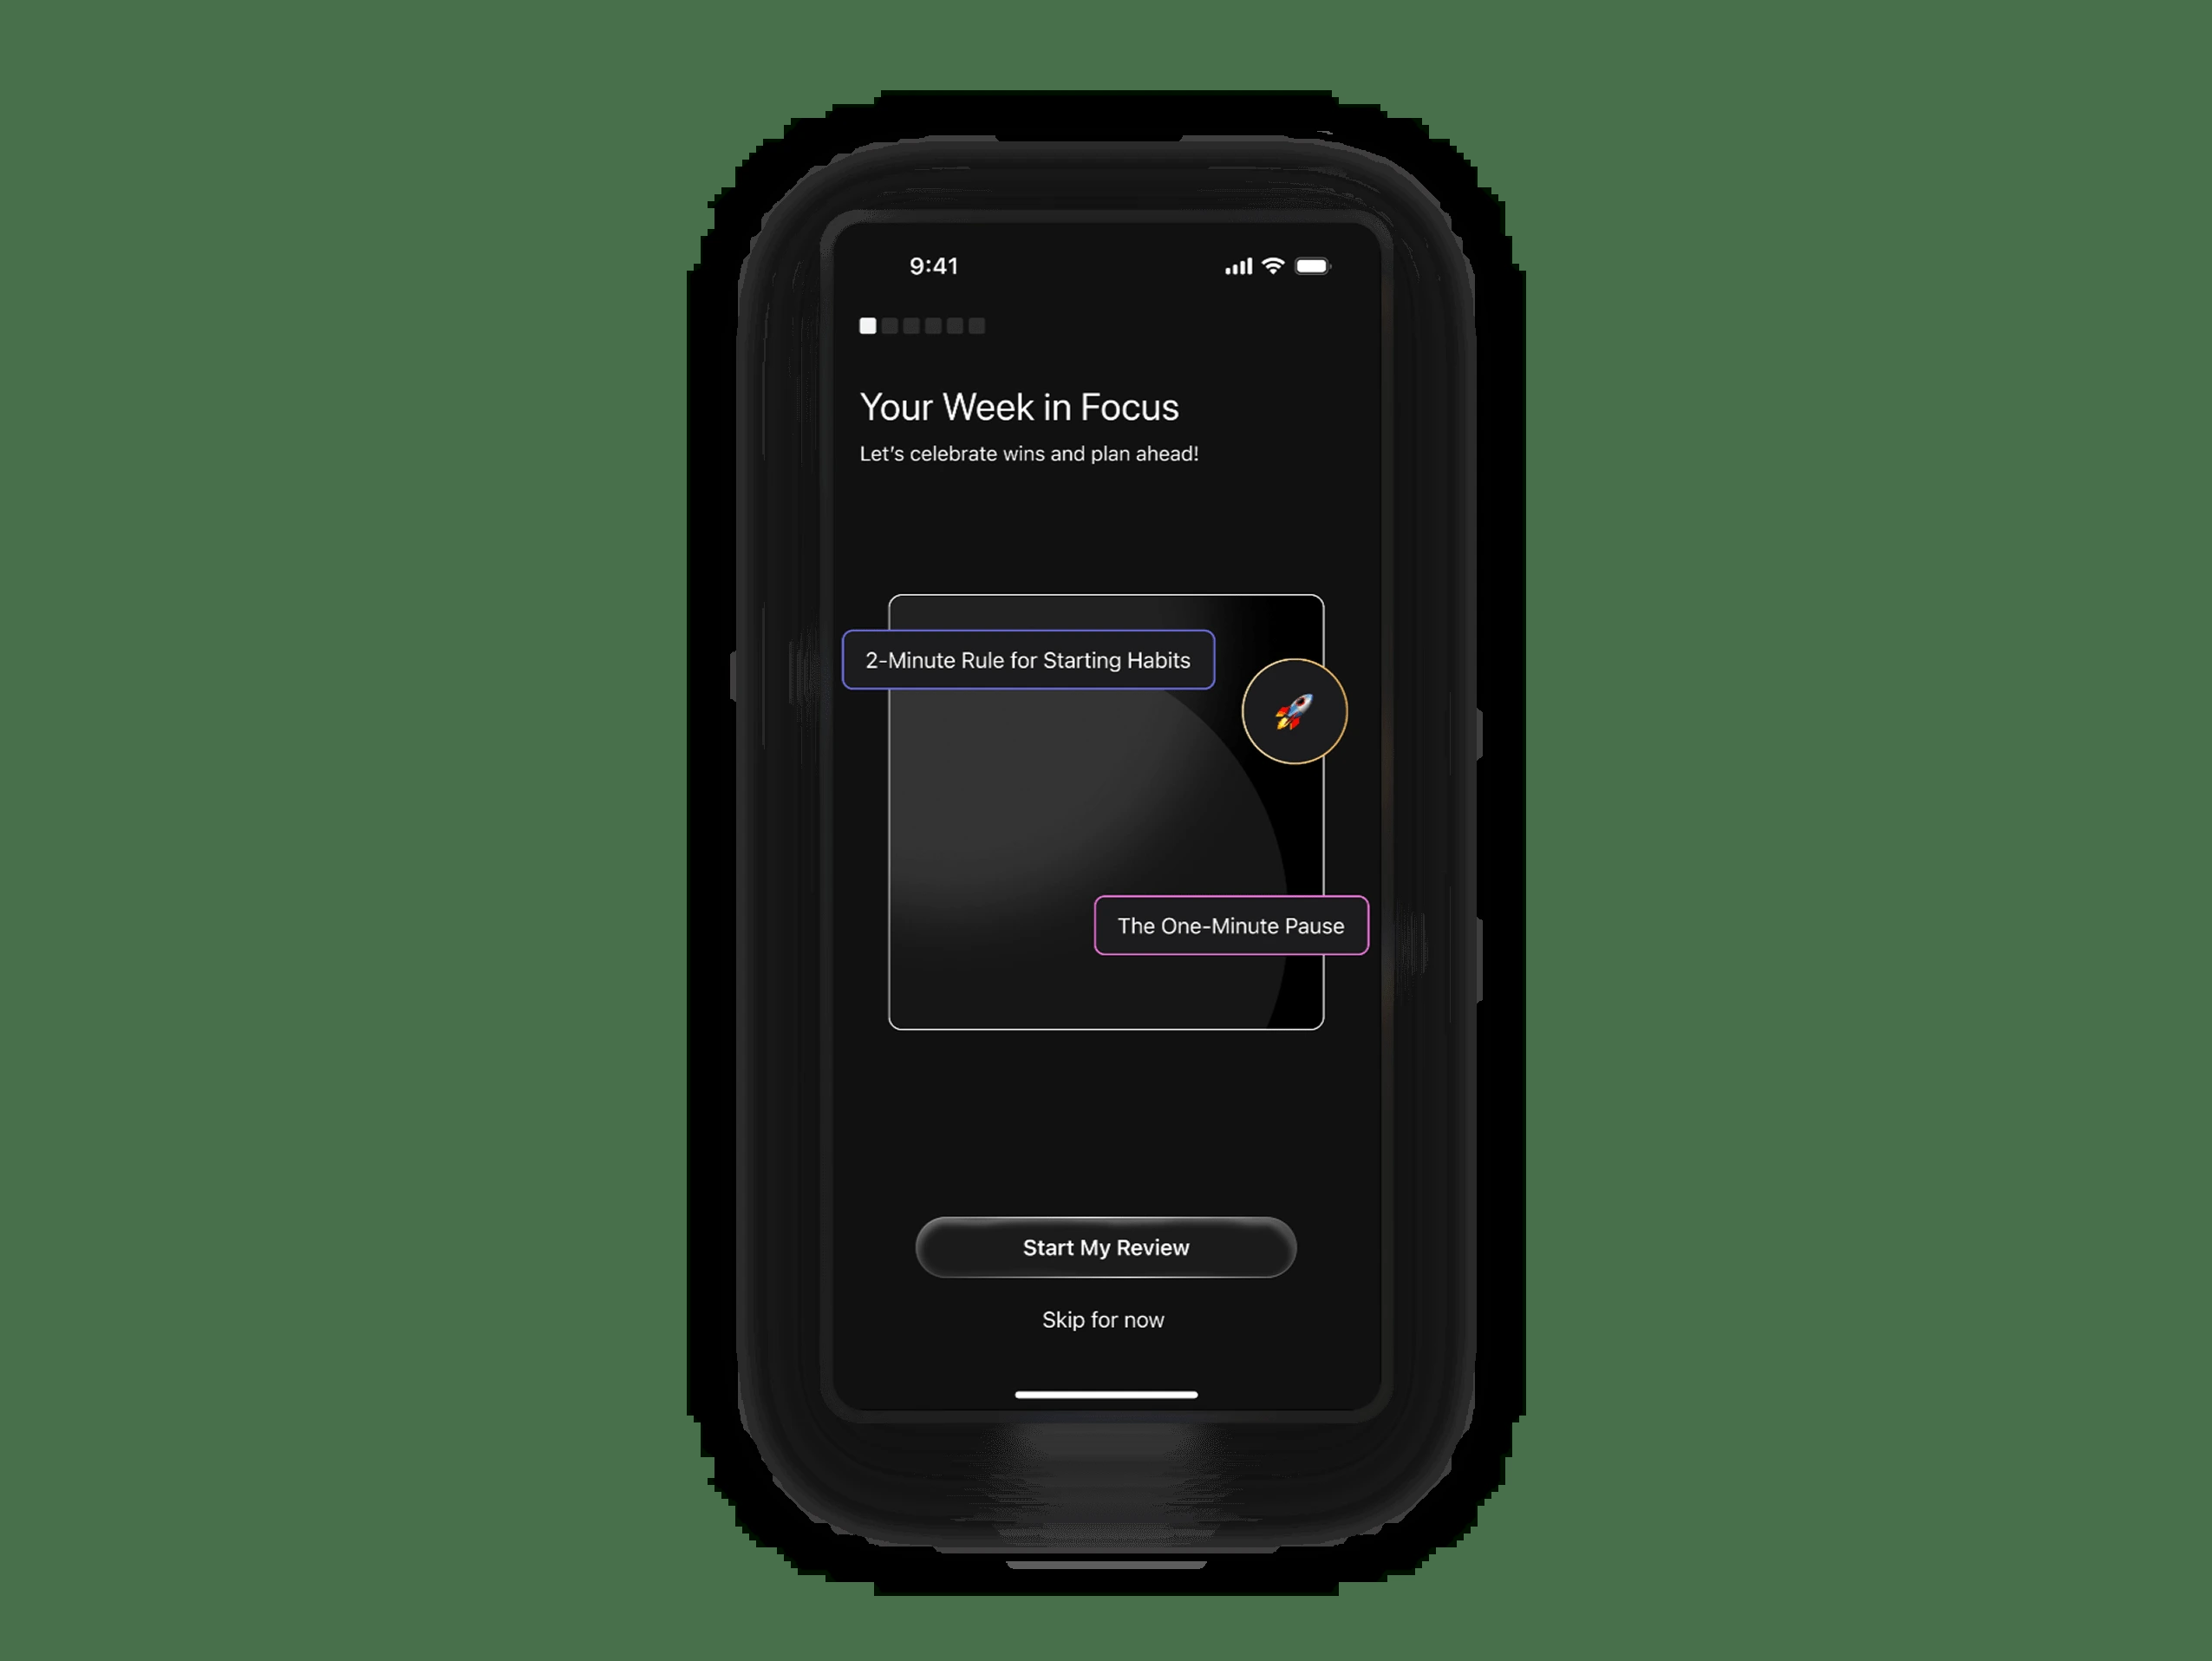 9:41
Your Week in Focus
Let's celebrate wins and plan ahead!
2-Minute Rule for Starting Habits
The One-Minute Pause
Start My Review
Skip for now